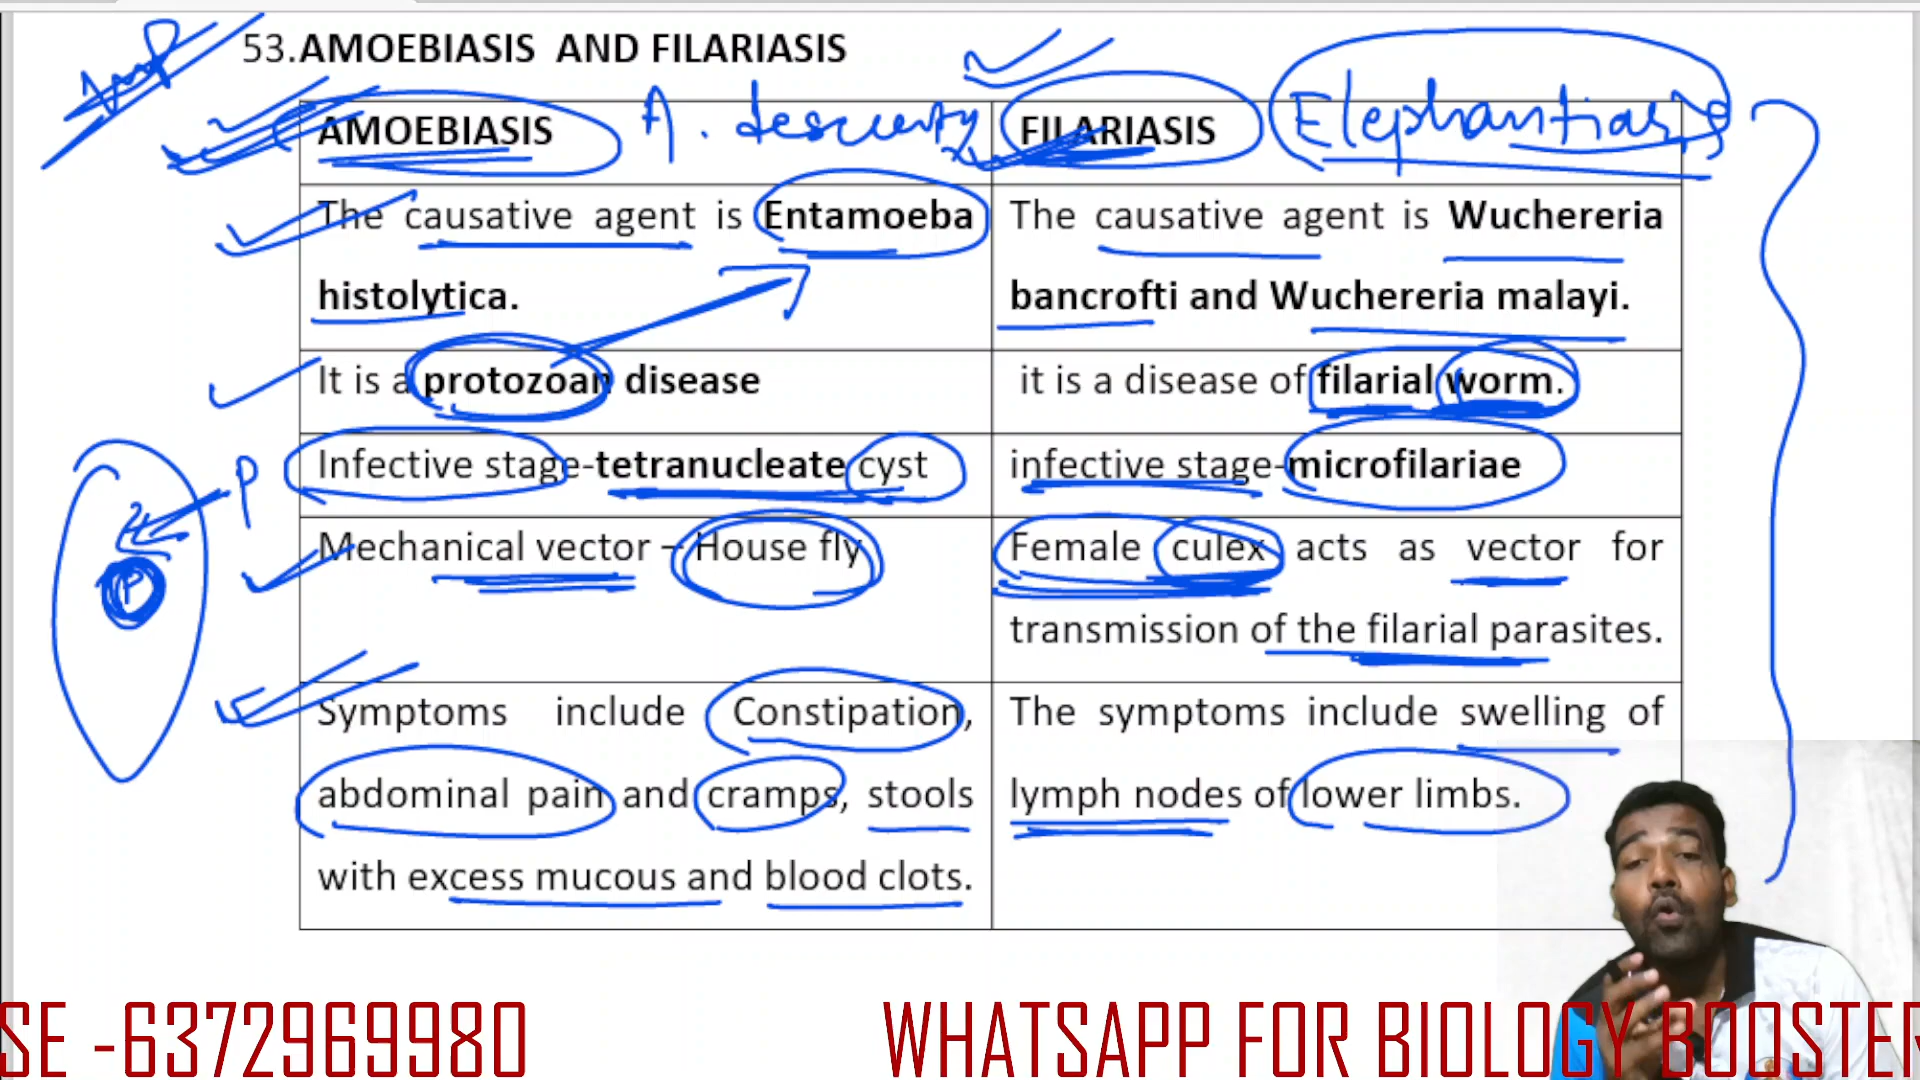 Imp
53.AMOEBIASIS AND FILARIASIS
AMOEBIASIS A.
FILARIASIS Elephantiasis
The causative agent is Entamoeba
histolytica.
The causative agent is Wuchereria
bancrofti and Wuchereria malayi.
It is a protozoan disease
it is a disease of filarial worm.
Infective stage-tetranucleate cyst
infective stage-microfilariae
P
P
Mechanical vector – House fly
Female culex acts as vector for
transmission of the filarial parasites.
Symptoms include Constipation,
abdominal pain and cramps, stools
with excess mucous and blood clots.
The symptoms include swelling of
lymph nodes of lower limbs.
SE -6372969980 WHATSAPP FOR BIOLOGY BOOSTER